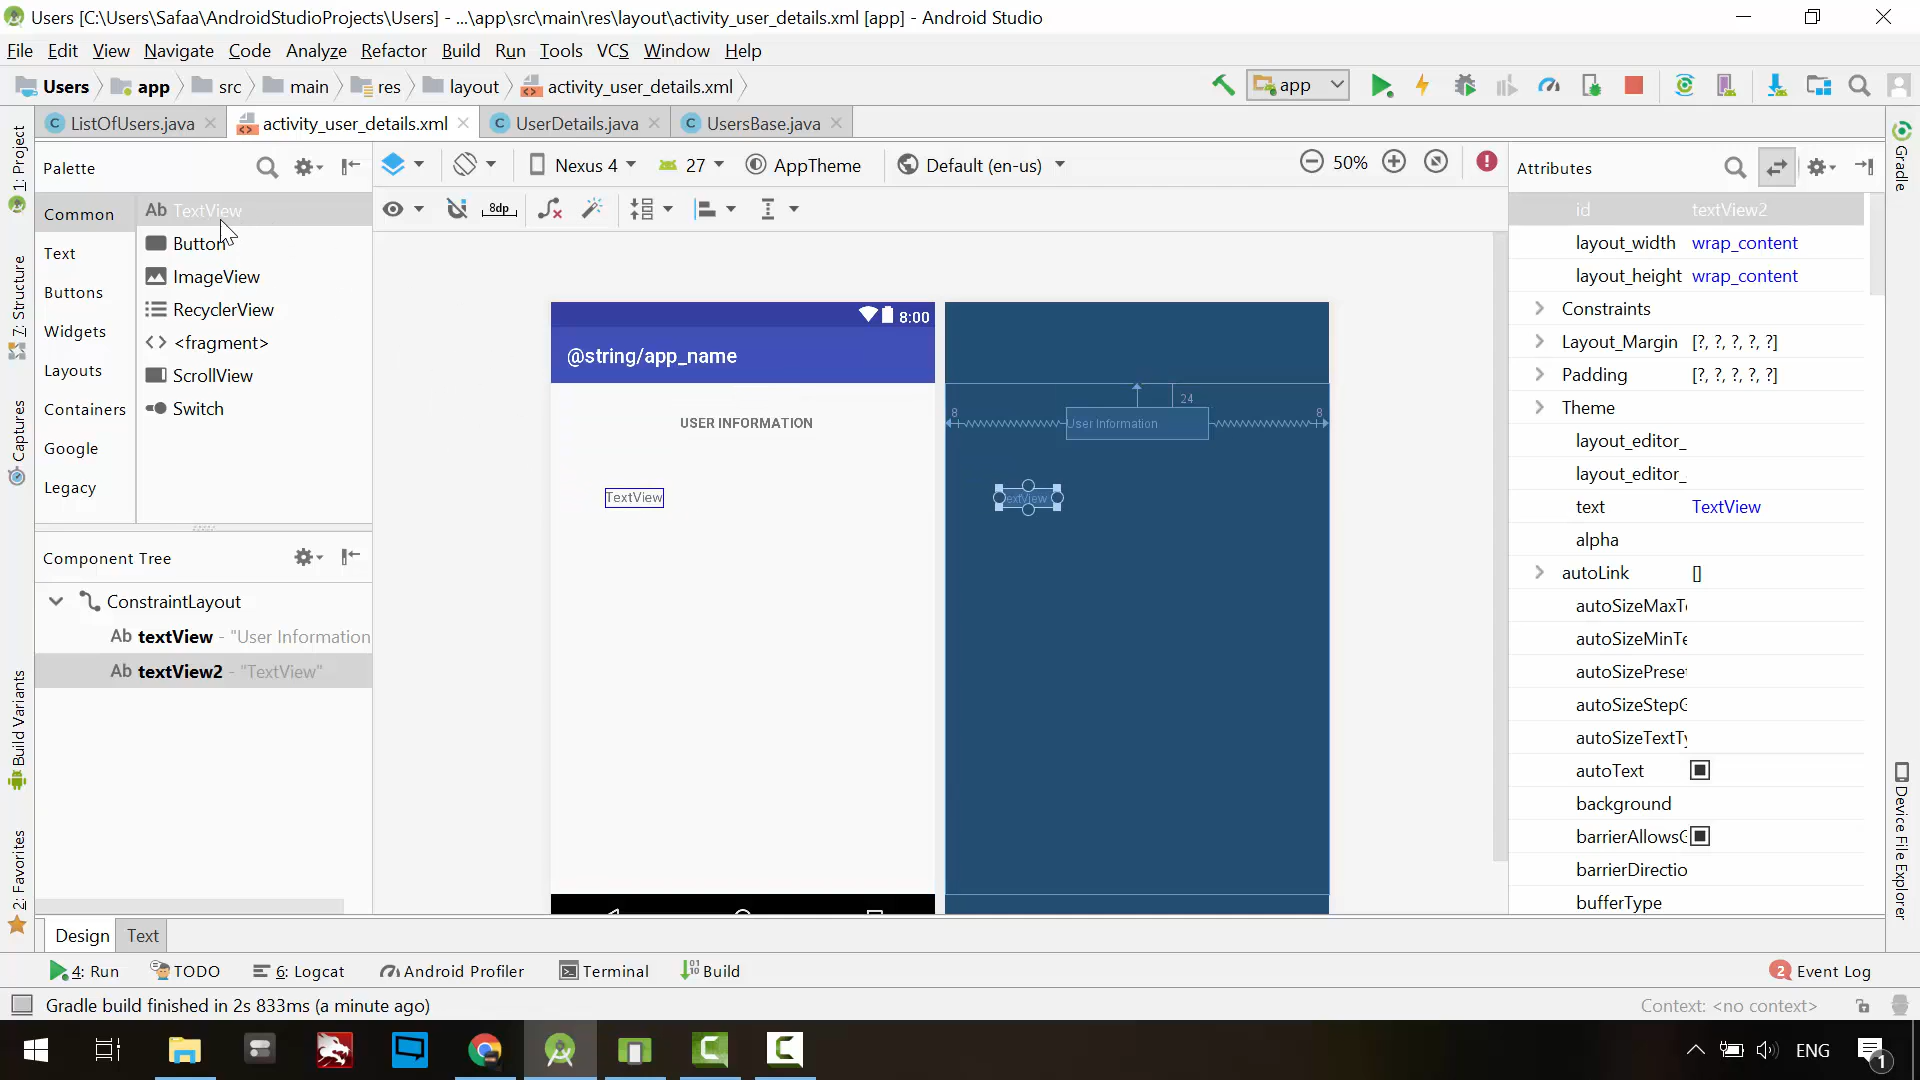 Users [C:\Users\Safaa\AndroidStudioProjects\Users] - ...\app\src\main\res\layout\activity_user_details.xml [app] - Android Studio
File Edit View Navigate Code Analyze Refactor Build Run Tools VCS Window Help
Users app src main res layout activity_user_details.xml app
ListOfUsers.java activity_user_details.xml UserDetails.java UsersBase.java
Palette
Nexus 4 27 AppTheme Default (en-us) 50%
Attributes
8dp
Common
Text
Buttons
Widgets
Layouts
Containers
Google
Legacy
Ab TextView
Button
ImageView
RecyclerView
<fragment>
ScrollView
Switch
Component Tree
ConstraintLayout
Ab textView - "User Information
Ab textView2 - "TextView"
8:00
@string/app_name
USER INFORMATION
TextView
24
8
8
User Information
id textView2
layout_width wrap_content
layout_height wrap_content
Constraints
Layout_Margin [?, ?, ?, ?, ?]
Padding [?, ?, ?, ?, ?]
Theme
layout_editor_
layout_editor_
text TextView
alpha
autoLink []
autoSizeMaxTe
autoSizeMinTe
autoSizePreset
autoSizeStepG
autoSizeTextTy
autoText
background
barrierAllowsG
barrierDirectio
bufferType
1: Project
7: Structure
Captures
Build Variants
2: Favorites
Gradle
Device File Explorer
Design Text
4: Run TODO 6: Logcat Android Profiler Terminal Build 2 Event Log
Gradle build finished in 2s 833ms (a minute ago) Context: <no context>
ENG 1